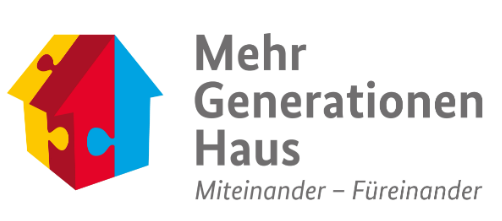 Mehr
Generationen
Haus
Miteinander – Füreinander